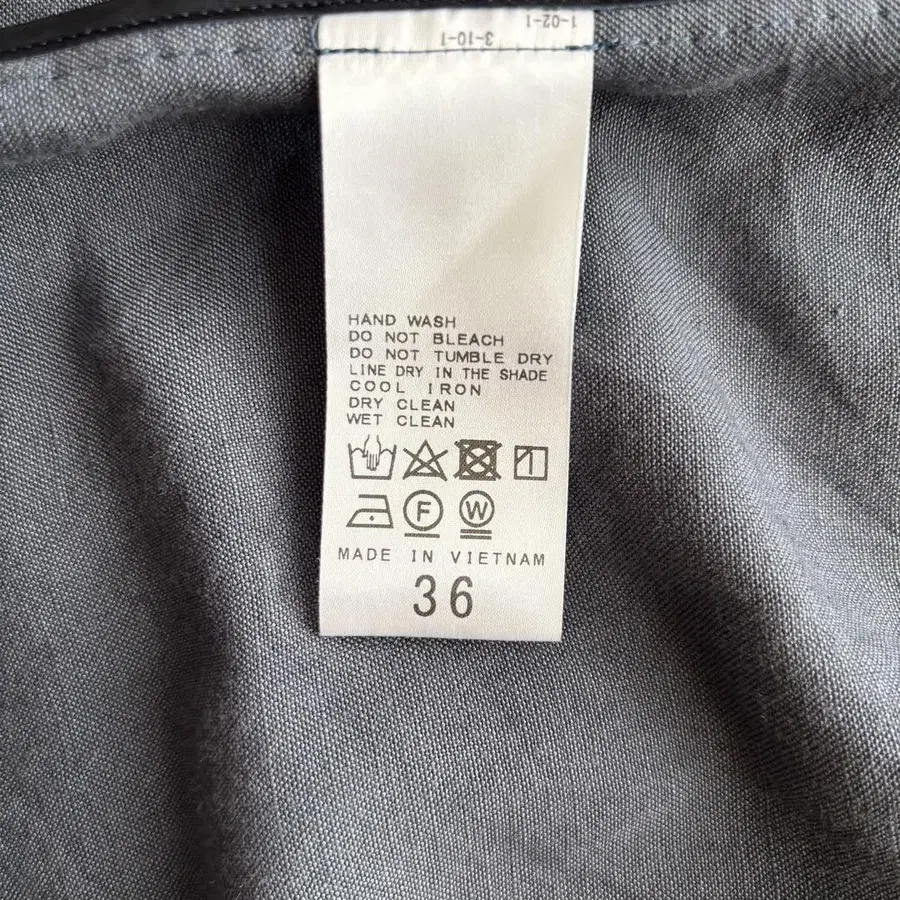 1-02-1
3-10-1
HAND WASH
DO NOT BLEACH
DO NOT TUMBLE DRY
LINE DRY IN THE SHADE
COOL IRON
DRY CLEAN
WET CLEAN
F W
MADE IN VIETNAM
36